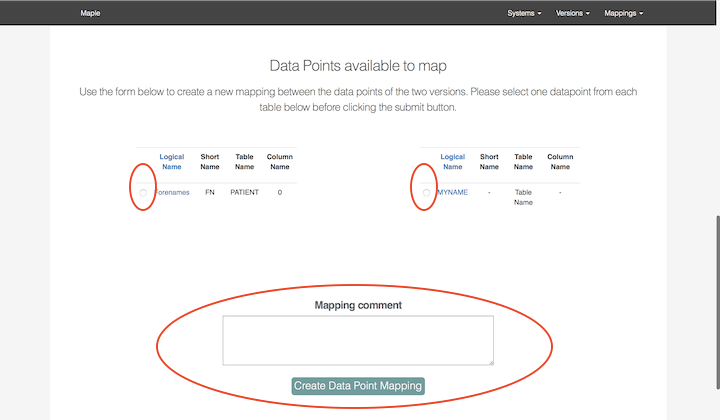 Maple Systems Versions Mappings
Data Points available to map
Use the form below to create a new mapping between the data points of the two versions. Please select one datapoint from each
table below before clicking the submit button.
Logical Short Table Column
Name Name Name Name
Forenames FN PATIENT 0
Logical Short Table Column
Name Name Name Name
MYNAME - Table -
Name
Mapping comment
Create Data Point Mapping